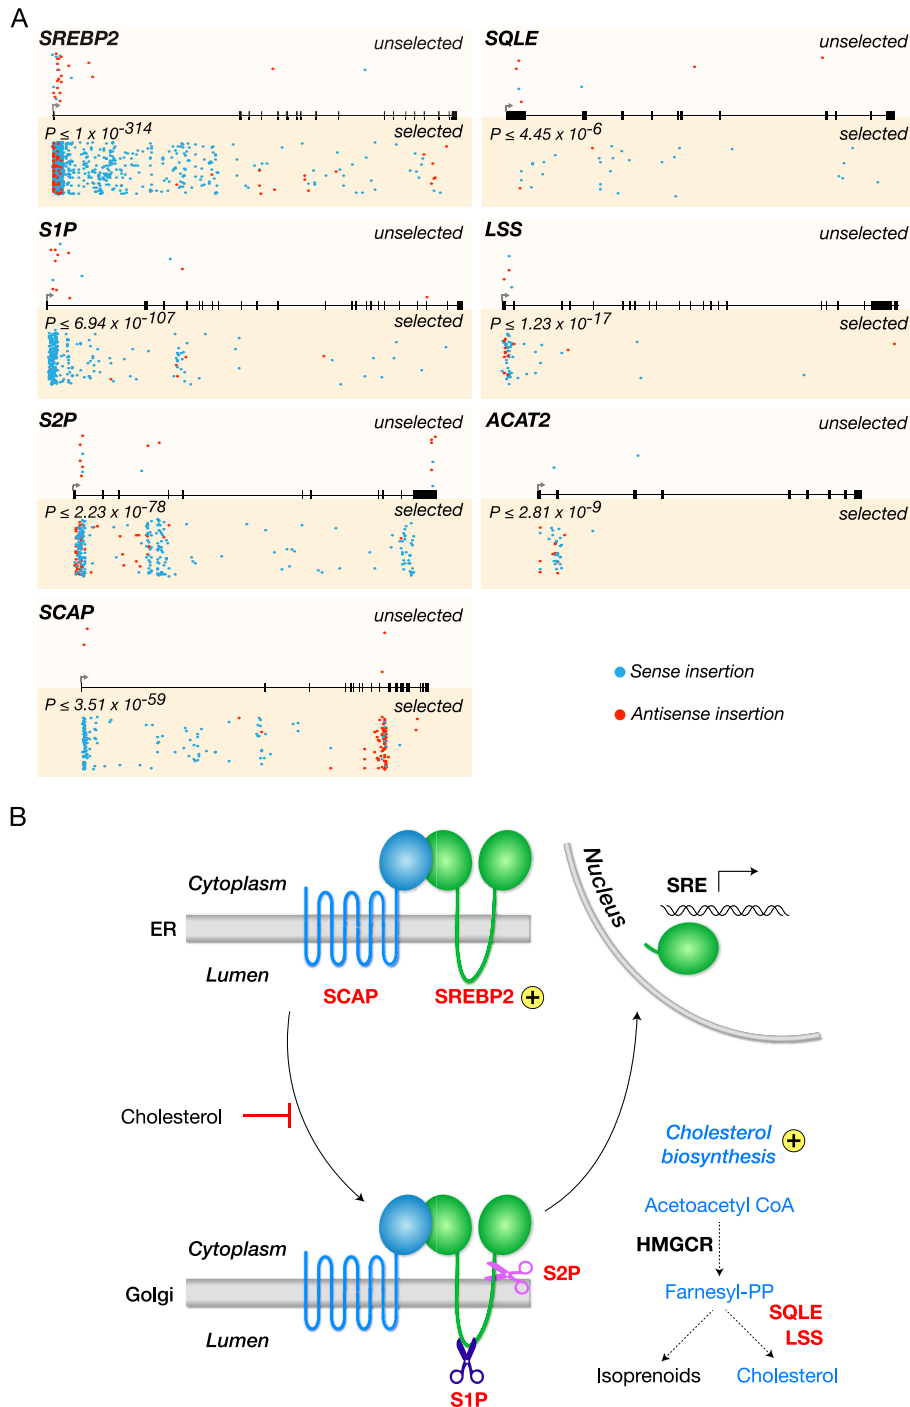 A
SREBP2
unselected
P ≤ 1 x 10-314
selected
SQLE
unselected
P ≤ 4.45 x 10-6
selected
S1P
unselected
P ≤ 6.94 x 10-107
selected
LSS
unselected
P ≤ 1.23 x 10-17
selected
S2P
unselected
P ≤ 2.23 x 10-78
selected
ACAT2
unselected
P ≤ 2.81 x 10-9
selected
SCAP
unselected
P ≤ 3.51 x 10-59
selected
Sense insertion
Antisense insertion
B
Cytoplasm
ER
Lumen
SCAP
SREBP2 +
Nucleus
SRE
Cholesterol
Cholesterol
biosynthesis +
Acetoacetyl CoA
HMGCR
Farnesyl-PP
SQLE
LSS
Isoprenoids
Cholesterol
Cytoplasm
Golgi
Lumen
S2P
S1P